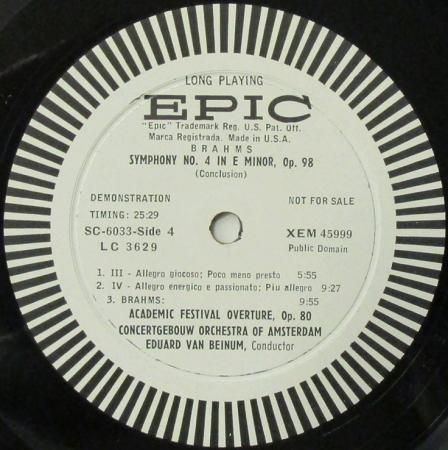 LONG PLAYING
EPIC
"Epic" Trademark Reg. U.S. Pat. Off.
Marca Registrada. Made in U.S.A.
BRAHMS
SYMPHONY NO. 4 IN E MINOR, Op. 98
(Conclusion)
DEMONSTRATION NOT FOR SALE
TIMING: 25:29
SC-6033-Side 4 XEM 45999
LC 3629 Public Domain
1. III - Allegro giocoso; Poco meno presto 5:55
2. IV - Allegro energico e passionato; Piu allegro 9:27
3. BRAHMS: 9:55
ACADEMIC FESTIVAL OVERTURE, Op. 80
CONCERTGEBOUW ORCHESTRA OF AMSTERDAM
EDUARD VAN BEINUM, Conductor